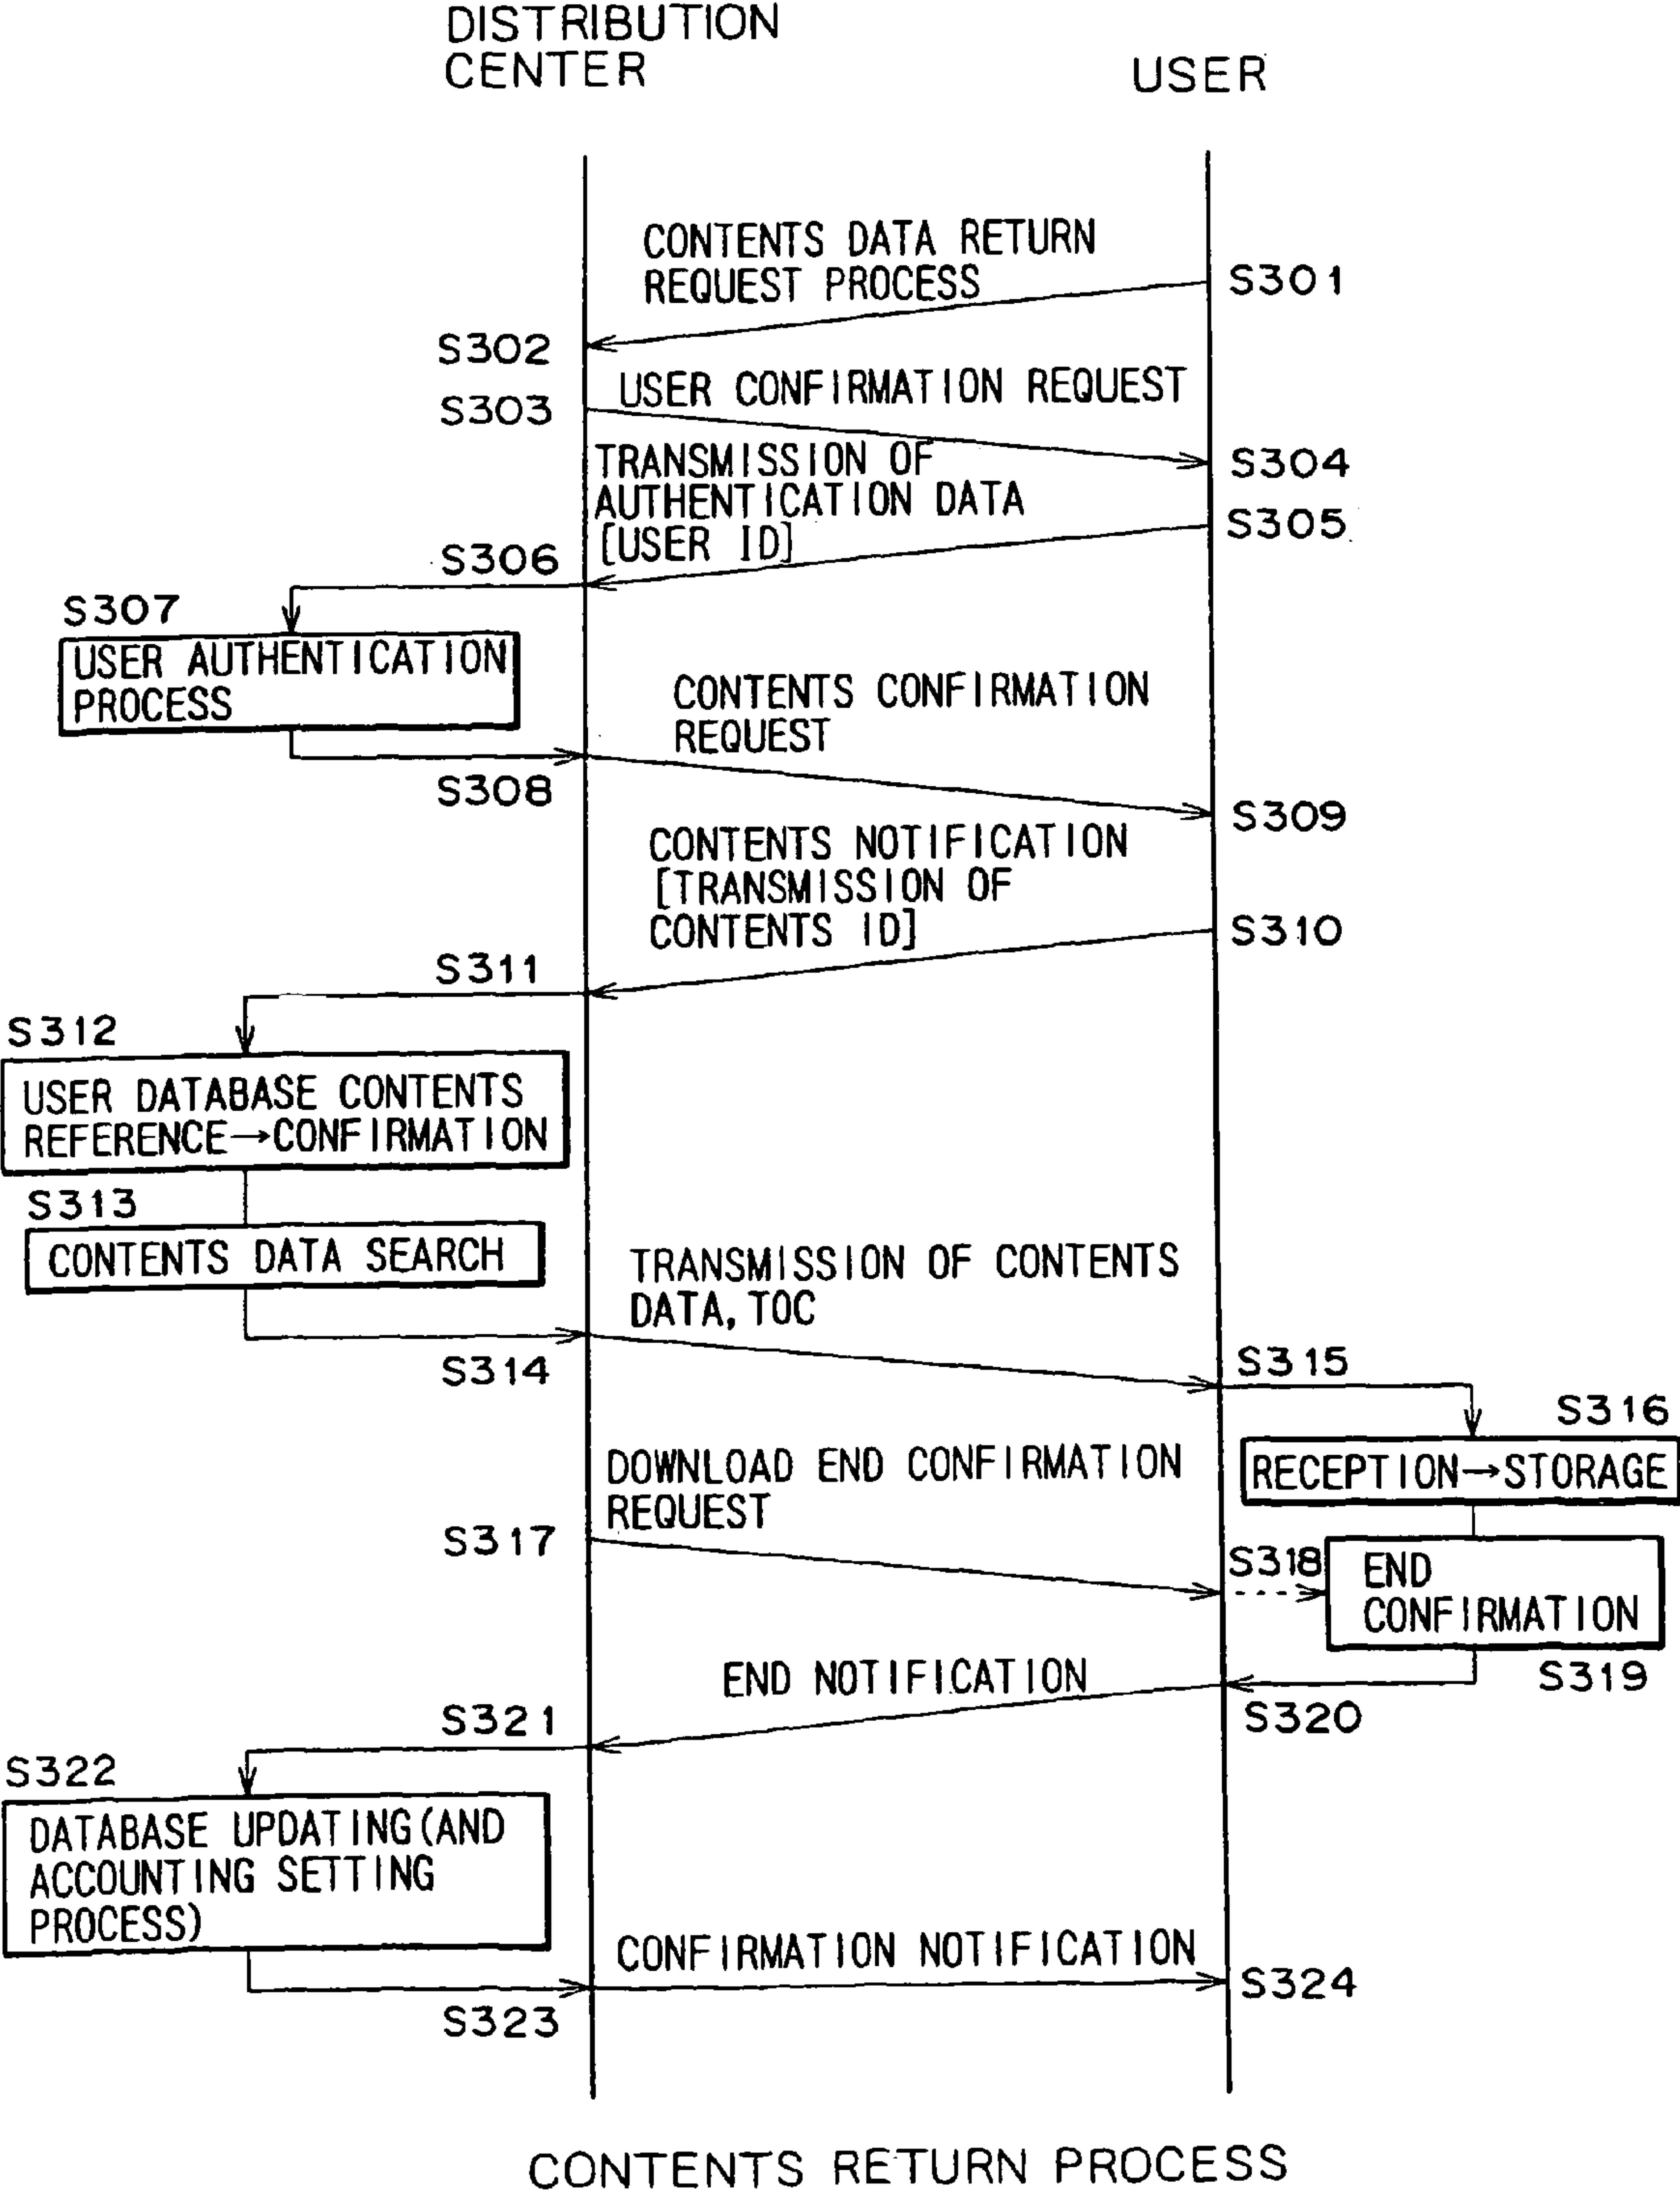 DISTRIBUTION
CENTER
USER
CONTENTS DATA RETURN
REQUEST PROCESS
S301
S302
USER CONFIRMATION REQUEST
S303
S304
TRANSMISSION OF
AUTHENTICATION DATA
[USER ID]
S305
S306
S307
USER AUTHENTICATION
PROCESS
CONTENTS CONFIRMATION
REQUEST
S308
S309
CONTENTS NOTIFICATION
[TRANSMISSION OF
CONTENTS ID]
S310
S311
S312
USER DATABASE CONTENTS
REFERENCE→CONFIRMATION
S313
CONTENTS DATA SEARCH
TRANSMISSION OF CONTENTS
DATA, TOC
S314
S315
S316
RECEPTION→STORAGE
DOWNLOAD END CONFIRMATION
REQUEST
S317
S318
END
CONFIRMATION
S319
END NOTIFICATION
S320
S321
S322
DATABASE UPDATING(AND
ACCOUNTING SETTING
PROCESS)
CONFIRMATION NOTIFICATION
S323
S324
CONTENTS RETURN PROCESS